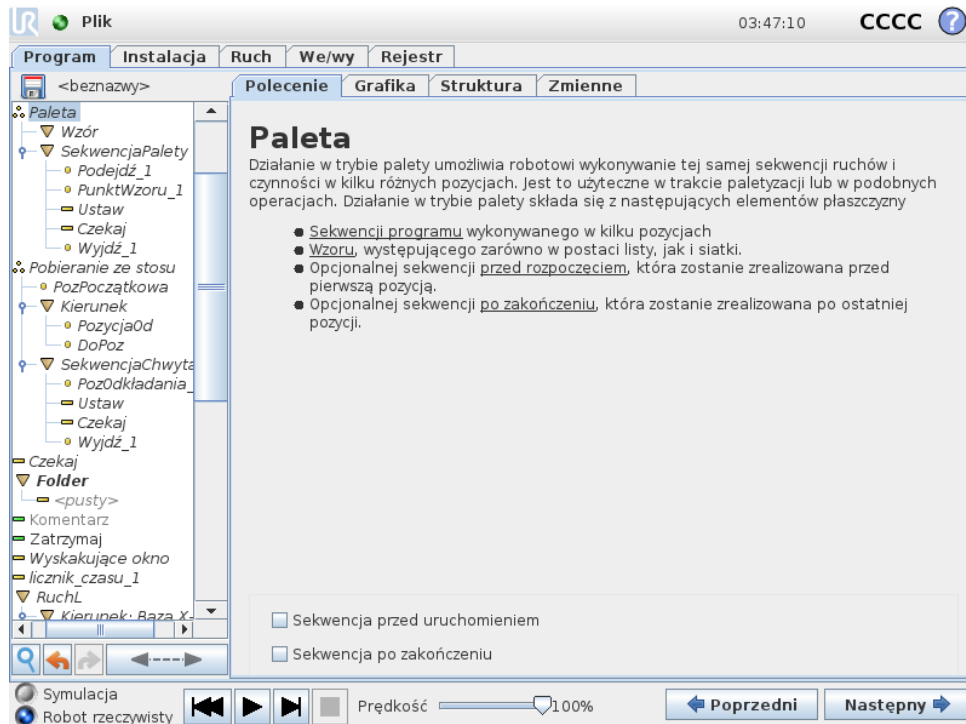 UR Plik 03:47:10 CCCC ?
Program Instalacja Ruch We/wy Rejestr
<beznazwy>
Polecenie Grafika Struktura Zmienne
Paleta
Wzór
SekwencjaPalety
Podejdź_1
PunktWzoru_1
Ustaw
Czekaj
Wyjdź_1
Pobieranie ze stosu
PozPoczątkowa
Kierunek
PozycjaOd
DoPoz
SekwencjaChwyta
PozOdkładania_
Ustaw
Czekaj
Wyjdź_1
Czekaj
Folder
<pusty>
Komentarz
Zatrzymaj
Wyskakujące okno
licznik_czasu_1
RuchL
Kierunek: Baza X-
Paleta
Działanie w trybie palety umożliwia robotowi wykonywanie tej samej sekwencji ruchów i
czynności w kilku różnych pozycjach. Jest to użyteczne w trakcie paletyzacji lub w podobnych
operacjach. Działanie w trybie palety składa się z następujących elementów płaszczyzny
Sekwencji programu wykonywanego w kilku pozycjach
Wzoru, występującego zarówno w postaci listy, jak i siatki.
Opcjonalnej sekwencji przed rozpoczęciem, która zostanie zrealizowana przed
pierwszą pozycją.
Opcjonalnej sekwencji po zakończeniu, która zostanie zrealizowana po ostatniej
pozycji.
Sekwencja przed uruchomieniem
Sekwencja po zakończeniu
Symulacja
Robot rzeczywisty
Prędkość 100%
Poprzedni Następny